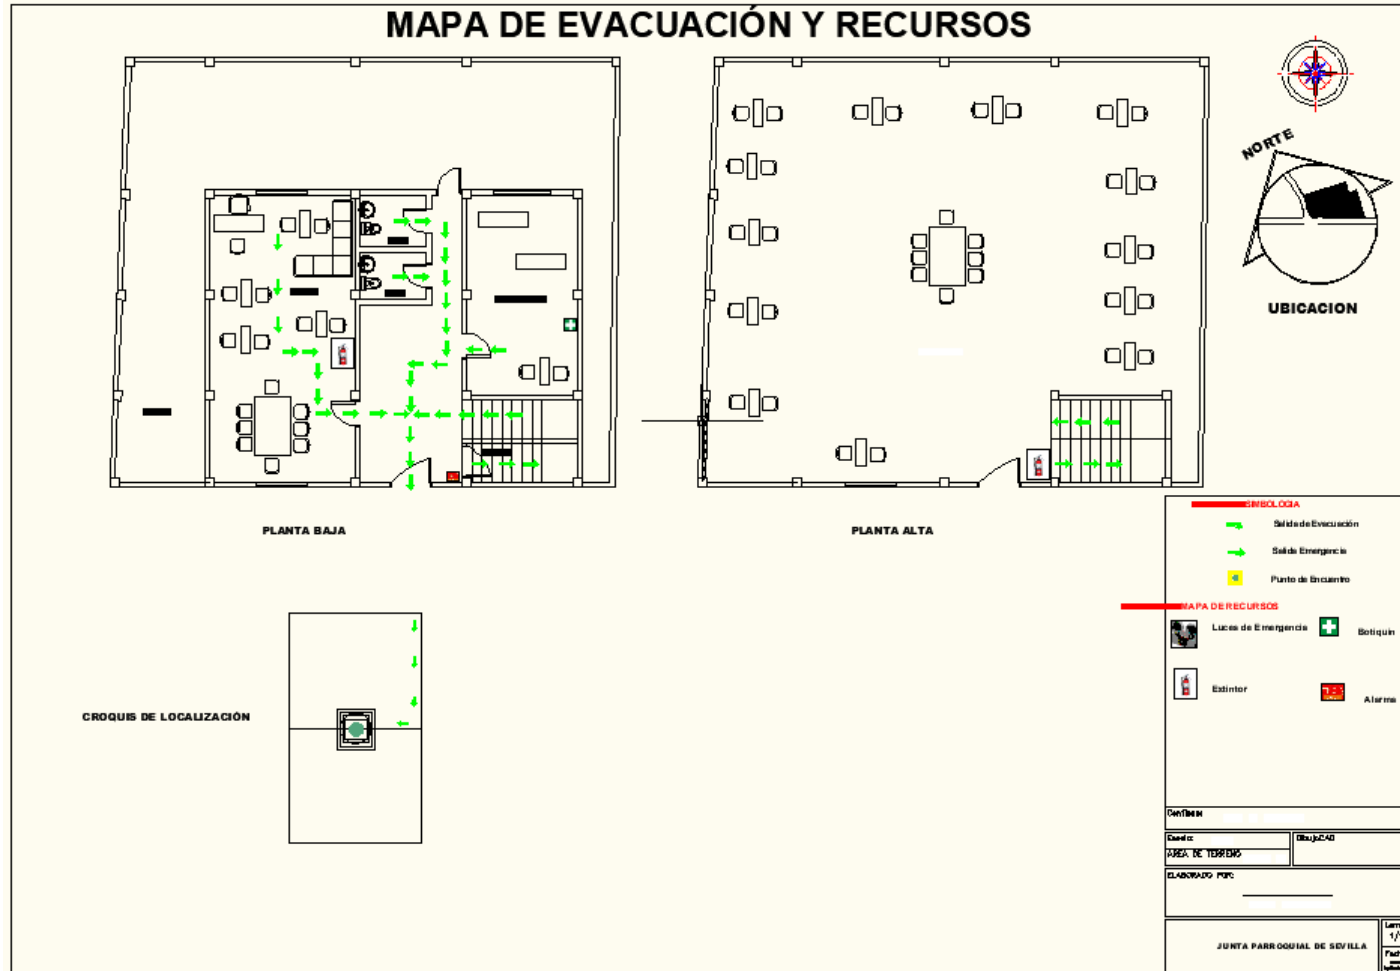 MAPA DE EVACUACIÓN Y RECURSOS
NORTE
UBICACION
PLANTA BAJA
PLANTA ALTA
SIMBOLOGIA
Salida de Evacuación
Salida Emergencia
Punto de Encuentro
MAPA DE RECURSOS
Luces de Emergencia
Botiquin
Extintor
Alarma
CROQUIS DE LOCALIZACIÓN
Contiene:
AREA DE TERRENO
Dibujo:CAD
ELABORADO POR:
JUNTA PARROQUIAL DE SEVILLA